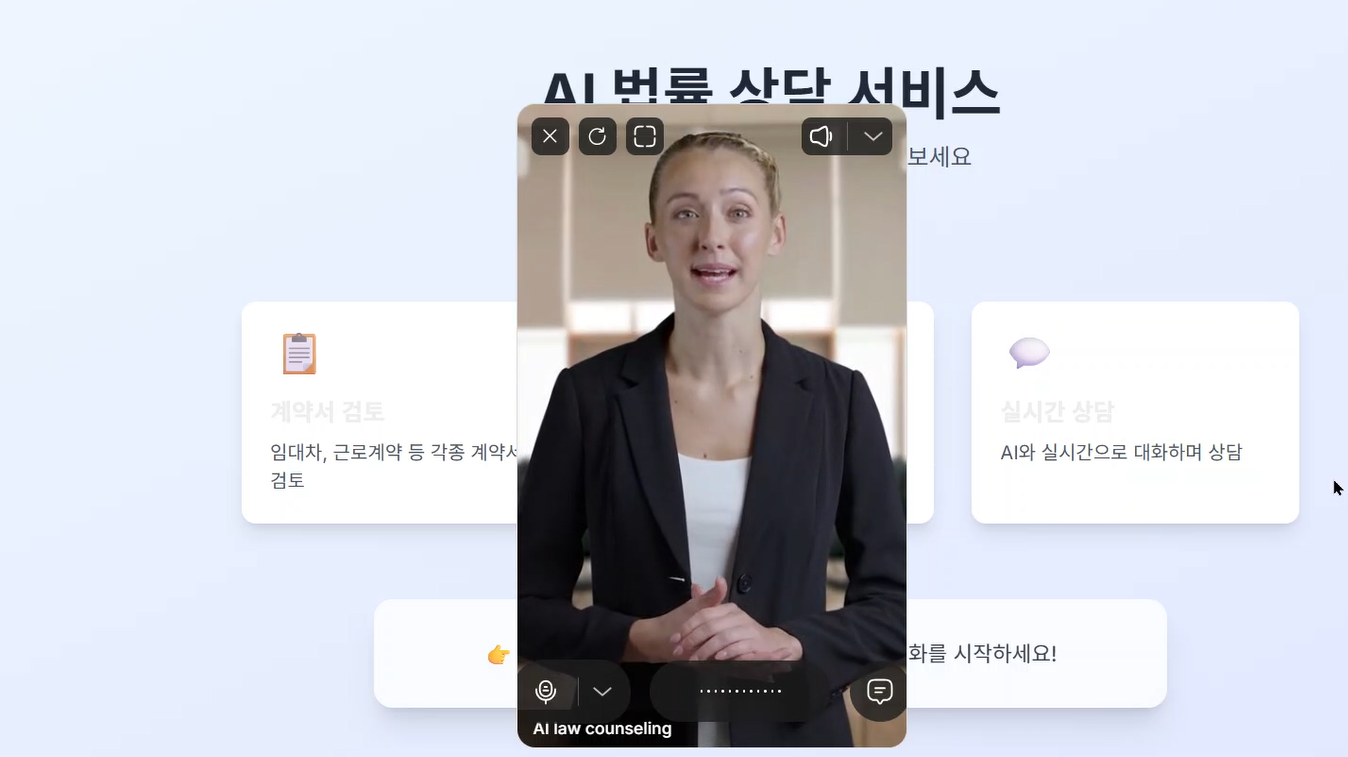 AI 법률 상담 서비스
보세요
계약서 검토
임대차, 근로계약 등 각종 계약서
검토
실시간 상담
AI와 실시간으로 대화하며 상담
화를 시작하세요!
AI law counseling